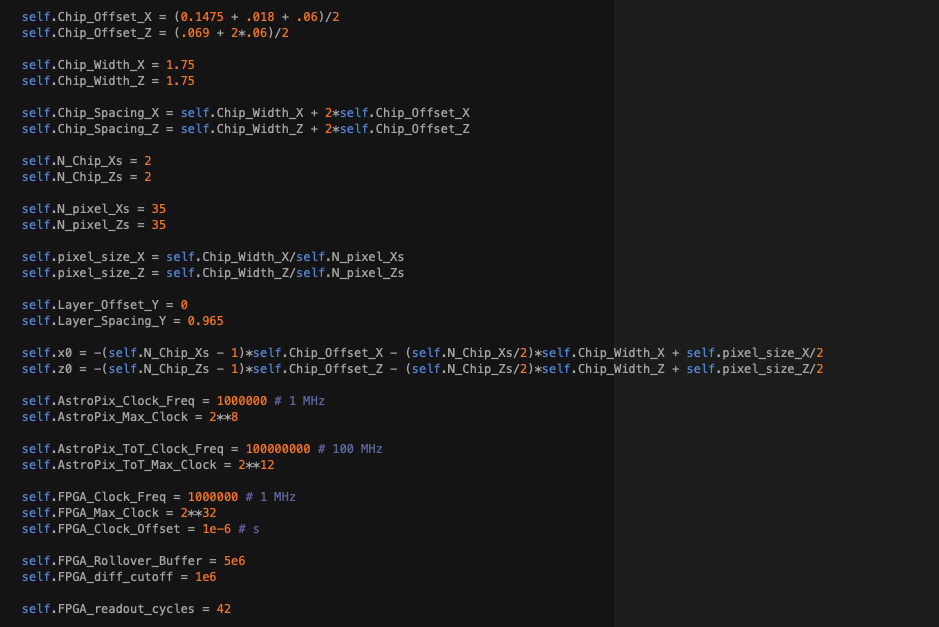 self.Chip_Offset_X = (0.1475 + .018 + .06)/2
self.Chip_Offset_Z = (.069 + 2*.06)/2
self.Chip_Width_X = 1.75
self.Chip_Width_Z = 1.75
self.Chip_Spacing_X = self.Chip_Width_X + 2*self.Chip_Offset_X
self.Chip_Spacing_Z = self.Chip_Width_Z + 2*self.Chip_Offset_Z
self.N_Chip_Xs = 2
self.N_Chip_Zs = 2
self.N_pixel_Xs = 35
self.N_pixel_Zs = 35
self.pixel_size_X = self.Chip_Width_X/self.N_pixel_Xs
self.pixel_size_Z = self.Chip_Width_Z/self.N_pixel_Zs
self.Layer_Offset_Y = 0
self.Layer_Spacing_Y = 0.965
self.x0 = -(self.N_Chip_Xs - 1)*self.Chip_Offset_X - (self.N_Chip_Xs/2)*self.Chip_Width_X + self.pixel_size_X/2
self.z0 = -(self.N_Chip_Zs - 1)*self.Chip_Offset_Z - (self.N_Chip_Zs/2)*self.Chip_Width_Z + self.pixel_size_Z/2
self.AstroPix_Clock_Freq = 1000000 # 1 MHz
self.AstroPix_Max_Clock = 2**8
self.AstroPix_ToT_Clock_Freq = 100000000 # 100 MHz
self.AstroPix_ToT_Max_Clock = 2**12
self.FPGA_Clock_Freq = 1000000 # 1 MHz
self.FPGA_Max_Clock = 2**32
self.FPGA_Clock_Offset = 1e-6 # s
self.FPGA_Rollover_Buffer = 5e6
self.FPGA_diff_cutoff = 1e6
self.FPGA_readout_cycles = 42